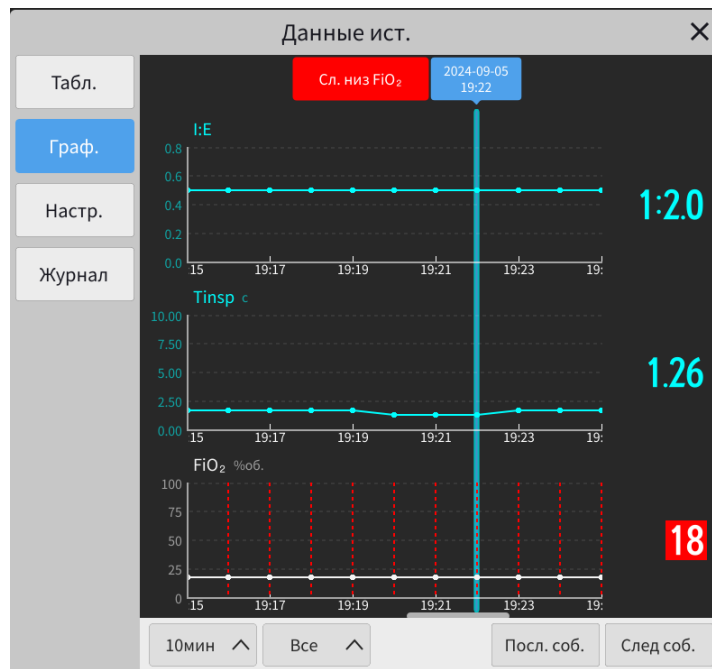 Данные ист.
Табл.
Граф.
Настр.
Журнал
Сл. низ FiO₂
2024-09-05
19:22
I:E
0.8
0.6
0.4
0.2
0.0
:15 19:17 19:19 19:21 19:23 19:
1:2.0
Tinsp с
10.00
7.50
5.00
2.50
0.00
:15 19:17 19:19 19:21 19:23 19:
1.26
FiO₂ %об.
100
75
50
25
0
:15 19:17 19:19 19:21 19:23 19:
18
10мин
Все
Посл. соб.
След соб.